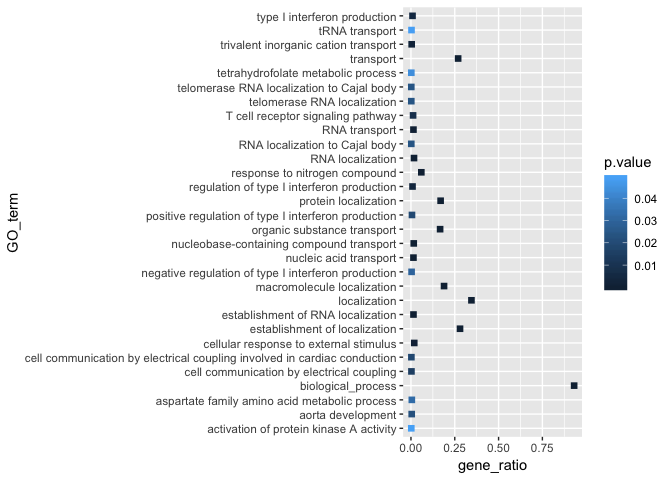 type I interferon production
tRNA transport
trivalent inorganic cation transport
transport
tetrahydrofolate metabolic process
telomerase RNA localization to Cajal body
telomerase RNA localization
T cell receptor signaling pathway
RNA transport
RNA localization to Cajal body
RNA localization
response to nitrogen compound
regulation of type I interferon production
protein localization
positive regulation of type I interferon production
organic substance transport
nucleobase-containing compound transport
nucleic acid transport
negative regulation of type I interferon production
macromolecule localization
localization
establishment of RNA localization
establishment of localization
cellular response to external stimulus
cell communication by electrical coupling involved in cardiac conduction
cell communication by electrical coupling
biological_process
aspartate family amino acid metabolic process
aorta development
activation of protein kinase A activity
GO_term
0.00 0.25 0.50 0.75
gene_ratio
p.value
0.04
0.03
0.02
0.01